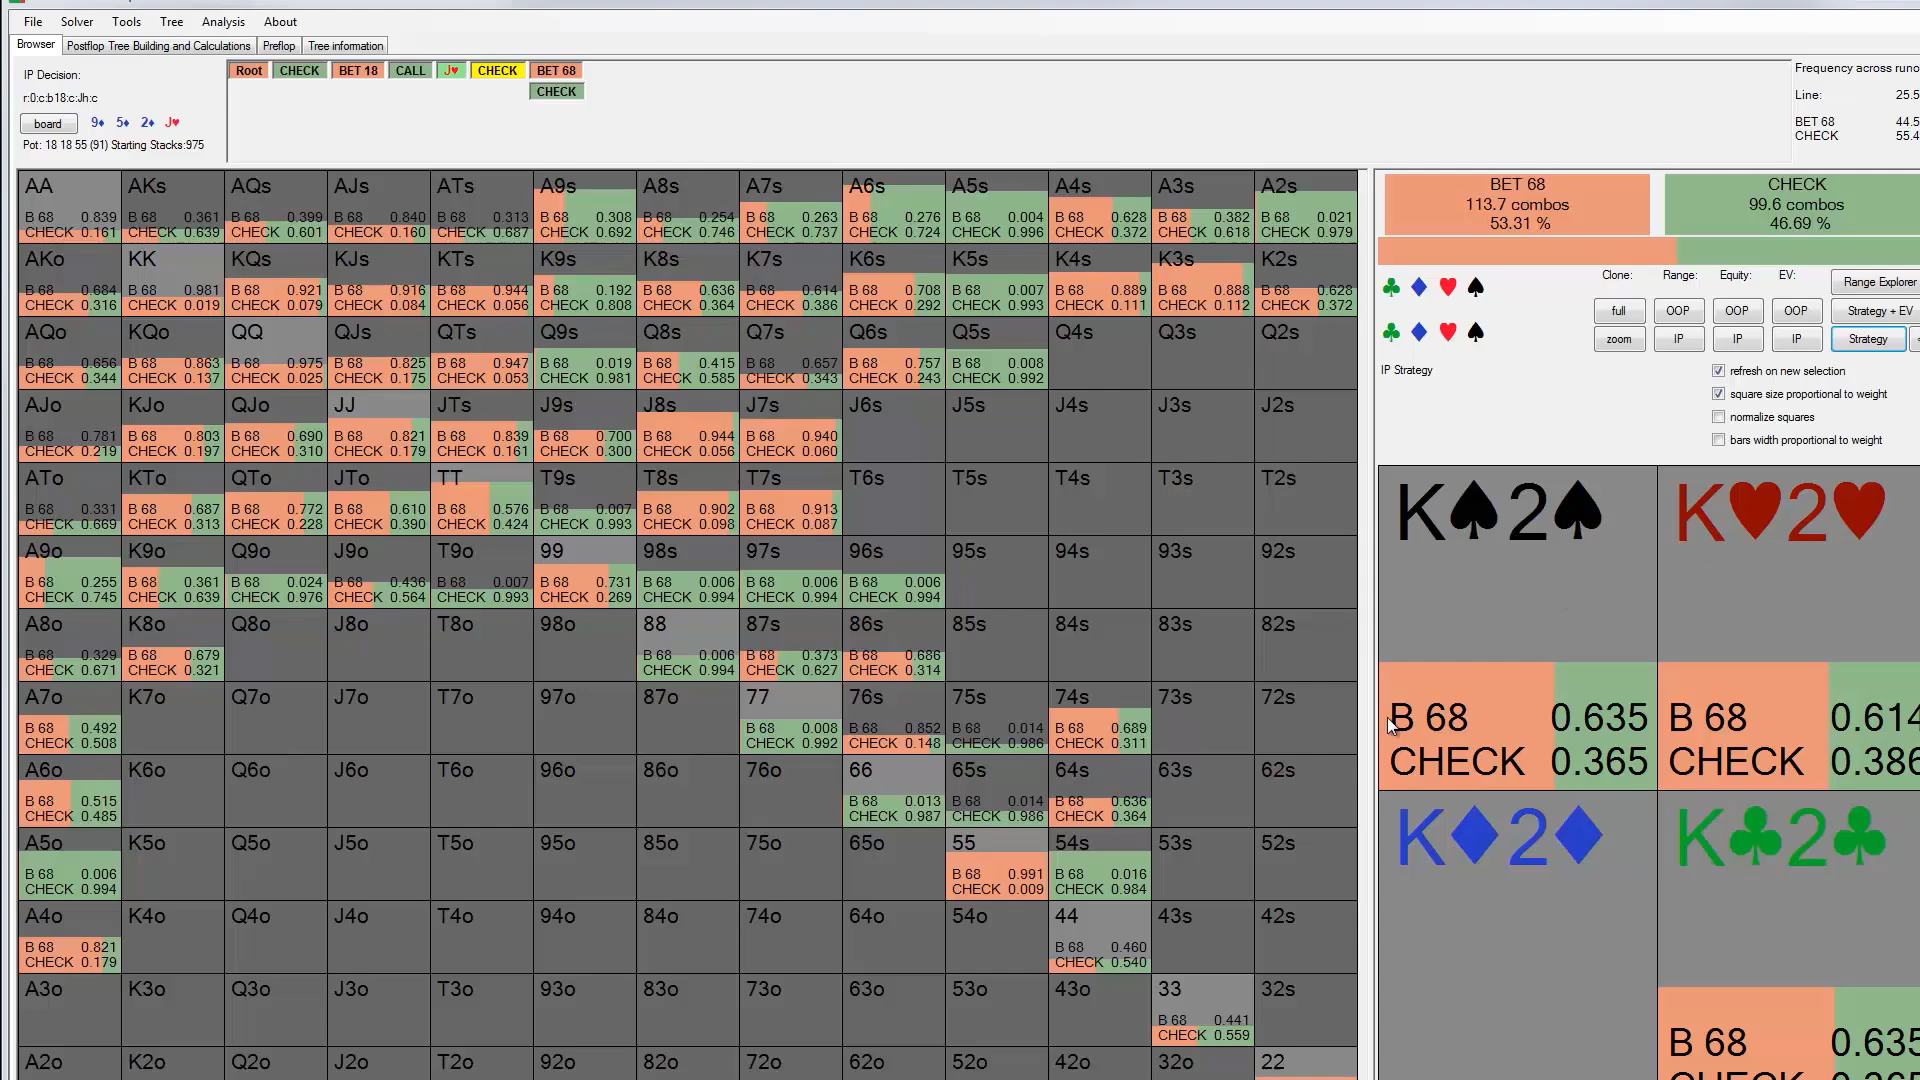 File Solver Tools Tree Analysis About
Browser Postflop Tree Building and Calculations Preflop Tree information
IP Decision:
r:0:c:b18:c:Jh:c
board 9♦ 5♦ 2♦ J♥
Pot: 18 18 55 (91) Starting Stacks:975
Root CHECK BET 18 CALL J♥ CHECK BET 68
CHECK
Frequency across runo
Line: 25.5
BET 68 44.5
CHECK 55.4
AA AKs AQs AJs ATs A9s A8s A7s A6s A5s A4s A3s A2s
B 68 0.839 B 68 0.361 B 68 0.399 B 68 0.840 B 68 0.313 B 68 0.308 B 68 0.254 B 68 0.263 B 68 0.276 B 68 0.004 B 68 0.628 B 68 0.382 B 68 0.021
CHECK 0.161 CHECK 0.639 CHECK 0.601 CHECK 0.160 CHECK 0.687 CHECK 0.692 CHECK 0.746 CHECK 0.737 CHECK 0.724 CHECK 0.996 CHECK 0.372 CHECK 0.618 CHECK 0.979
AKo KK KQs KJs KTs K9s K8s K7s K6s K5s K4s K3s K2s
B 68 0.684 B 68 0.981 B 68 0.921 B 68 0.916 B 68 0.944 B 68 0.192 B 68 0.636 B 68 0.614 B 68 0.708 B 68 0.007 B 68 0.889 B 68 0.888 B 68 0.628
CHECK 0.316 CHECK 0.019 CHECK 0.079 CHECK 0.084 CHECK 0.056 CHECK 0.808 CHECK 0.364 CHECK 0.386 CHECK 0.292 CHECK 0.993 CHECK 0.111 CHECK 0.112 CHECK 0.372
AQo KQo QQ QJs QTs Q9s Q8s Q7s Q6s Q5s Q4s Q3s Q2s
B 68 0.656 B 68 0.863 B 68 0.975 B 68 0.825 B 68 0.947 B 68 0.019 B 68 0.415 B 68 0.657 B 68 0.757 B 68 0.008
CHECK 0.344 CHECK 0.137 CHECK 0.025 CHECK 0.175 CHECK 0.053 CHECK 0.981 CHECK 0.585 CHECK 0.343 CHECK 0.243 CHECK 0.992
AJo KJo QJo JJ JTs J9s J8s J7s J6s J5s J4s J3s J2s
B 68 0.781 B 68 0.803 B 68 0.690 B 68 0.821 B 68 0.839 B 68 0.700 B 68 0.944 B 68 0.940
CHECK 0.219 CHECK 0.197 CHECK 0.310 CHECK 0.179 CHECK 0.161 CHECK 0.300 CHECK 0.056 CHECK 0.060
ATo KTo QTo JTo TT T9s T8s T7s T6s T5s T4s T3s T2s
B 68 0.331 B 68 0.687 B 68 0.772 B 68 0.610 B 68 0.576 B 68 0.007 B 68 0.902 B 68 0.913
CHECK 0.669 CHECK 0.313 CHECK 0.228 CHECK 0.390 CHECK 0.424 CHECK 0.993 CHECK 0.098 CHECK 0.087
A9o K9o Q9o J9o T9o 99 98s 97s 96s 95s 94s 93s 92s
B 68 0.255 B 68 0.361 B 68 0.024 B 68 0.436 B 68 0.007 B 68 0.731 B 68 0.006 B 68 0.006 B 68 0.006
CHECK 0.745 CHECK 0.639 CHECK 0.976 CHECK 0.564 CHECK 0.993 CHECK 0.269 CHECK 0.994 CHECK 0.994 CHECK 0.994
A8o K8o Q8o J8o T8o 98o 88 87s 86s 85s 84s 83s 82s
B 68 0.329 B 68 0.679 B 68 0.006 B 68 0.373 B 68 0.686
CHECK 0.671 CHECK 0.321 CHECK 0.994 CHECK 0.627 CHECK 0.314
A7o K7o Q7o J7o T7o 97o 87o 77 76s 75s 74s 73s 72s
B 68 0.492 B 68 0.008 B 68 0.852 B 68 0.014 B 68 0.689
CHECK 0.508 CHECK 0.992 CHECK 0.148 CHECK 0.986 CHECK 0.311
A6o K6o Q6o J6o T6o 96o 86o 76o 66 65s 64s 63s 62s
B 68 0.515 B 68 0.013 B 68 0.014 B 68 0.636
CHECK 0.485 CHECK 0.987 CHECK 0.986 CHECK 0.364
A5o K5o Q5o J5o T5o 95o 85o 75o 65o 55 54s 53s 52s
B 68 0.006 B 68 0.991 B 68 0.016
CHECK 0.994 CHECK 0.009 CHECK 0.984
A4o K4o Q4o J4o T4o 94o 84o 74o 64o 54o 44 43s 42s
B 68 0.821 B 68 0.460
CHECK 0.179 CHECK 0.540
A3o K3o Q3o J3o T3o 93o 83o 73o 63o 53o 43o 33 32s
B 68 0.441
CHECK 0.559
A2o K2o Q2o J2o T2o 92o 82o 72o 62o 52o 42o 32o 22
BET 68 CHECK
113.7 combos 99.6 combos
53.31 % 46.69 %
♣ ♦ ♥ ♠
Clone: Range: Equity: EV: Range Explorer
full OOP OOP OOP Strategy + EV
♣ ♦ ♥ ♠ zoom IP IP IP Strategy
IP Strategy
refresh on new selection
square size proportional to weight
normalize squares
bars width proportional to weight
K♠2♠ K♥2♥
B 68 0.635 B 68 0.614
CHECK 0.365 CHECK 0.386
K♦2♦ K♣2♣
B 68 0.635